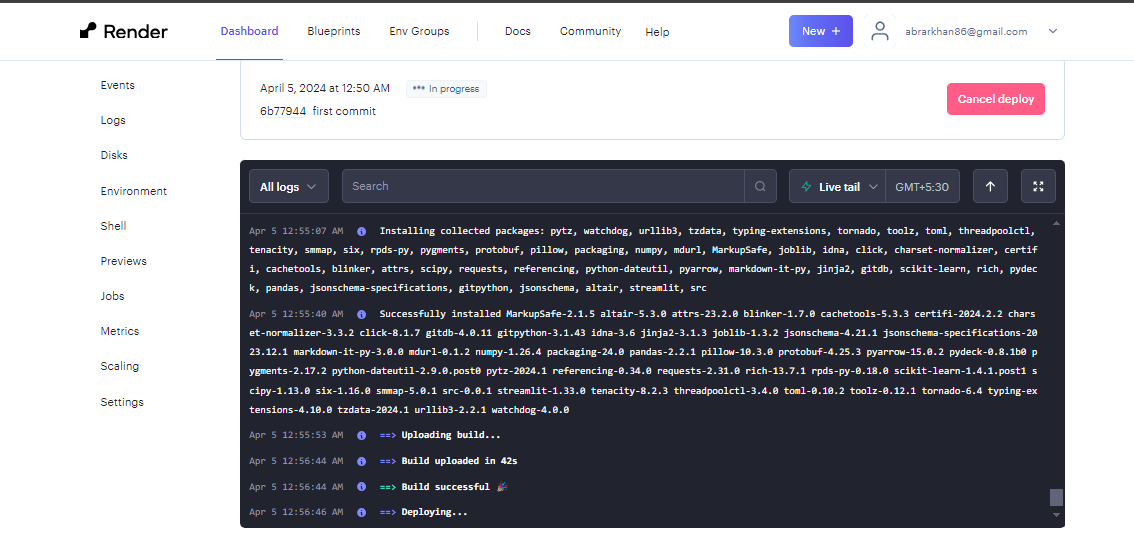 Render
Dashboard
Blueprints
Env Groups
Docs
Community
Help
New +
abrarkhan86@gmail.com
Events
Logs
Disks
Environment
Shell
Previews
Jobs
Metrics
Scaling
Settings
April 5, 2024 at 12:50 AM
In progress
6b77944 first commit
Cancel deploy
All logs
Search
Live tail
GMT+5:30
Apr 5 12:55:07 AM Installing collected packages: pytz, watchdog, urllib3, tzdata, typing-extensions, tornado, toolz, toml, threadpoolctl,
tenacity, smmap, six, rpds-py, pygments, protobuf, pillow, packaging, numpy, mdurl, MarkupSafe, joblib, idna, click, charset-normalizer, certif
i, cachetools, blinker, attrs, scipy, requests, referencing, python-dateutil, pyarrow, markdown-it-py, jinja2, gitdb, scikit-learn, rich, pydec
k, pandas, jsonschema-specifications, gitpython, jsonschema, altair, streamlit, src
Apr 5 12:55:40 AM Successfully installed MarkupSafe-2.1.5 altair-5.3.0 attrs-23.2.0 blinker-1.7.0 cachetools-5.3.3 certifi-2024.2.2 chars
et-normalizer-3.3.2 click-8.1.7 gitdb-4.0.11 gitpython-3.1.43 idna-3.6 jinja2-3.1.3 joblib-1.3.2 jsonschema-4.21.1 jsonschema-specifications-20
23.12.1 markdown-it-py-3.0.0 mdurl-0.1.2 numpy-1.26.4 packaging-24.0 pandas-2.2.1 pillow-10.3.0 protobuf-4.25.3 pyarrow-15.0.2 pydeck-0.8.1b0 p
ygments-2.17.2 python-dateutil-2.9.0.post0 pytz-2024.1 referencing-0.34.0 requests-2.31.0 rich-13.7.1 rpds-py-0.18.0 scikit-learn-1.4.1.post1 s
cipy-1.13.0 six-1.16.0 smmap-5.0.1 src-0.0.1 streamlit-1.33.0 tenacity-8.2.3 threadpoolctl-3.4.0 toml-0.10.2 toolz-0.12.1 tornado-6.4 typing-ex
tensions-4.10.0 tzdata-2024.1 urllib3-2.2.1 watchdog-4.0.0
Apr 5 12:55:53 AM ==> Uploading build...
Apr 5 12:56:44 AM ==> Build uploaded in 42s
Apr 5 12:56:44 AM ==> Build successful 🎉
Apr 5 12:56:46 AM ==> Deploying...